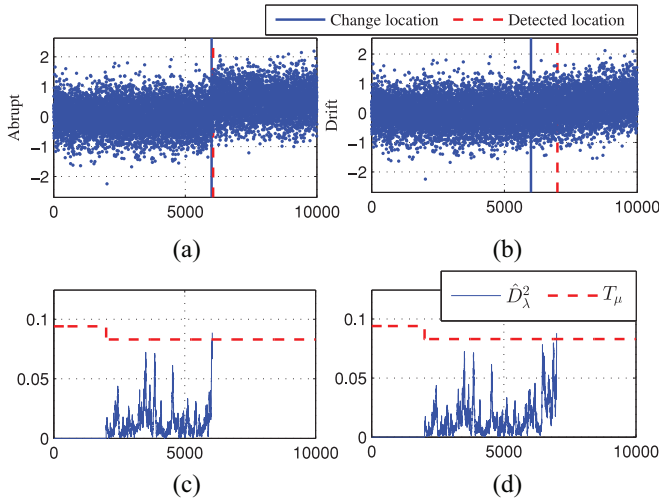 Change location Detected location
Abrupt
2
1
0
−1
−2
0 5000 10000
(a)
Drift
2
1
0
−1
−2
0 5000 10000
(b)
0.1
0.05
0
0 5000 10000
(c)
D̂²_λ T_μ
0.1
0.05
0
0 5000 10000
(d)